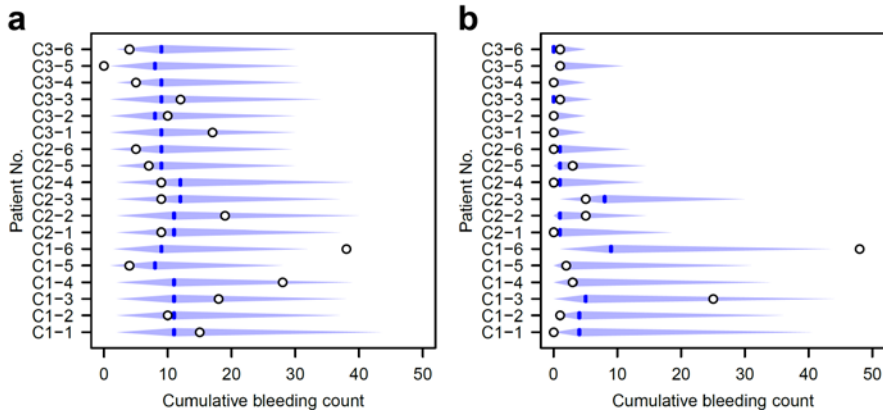 a
C3-6
C3-5
C3-4
C3-3
C3-2
C3-1
C2-6
C2-5
C2-4
C2-3
C2-2
C2-1
C1-6
C1-5
C1-4
C1-3
C1-2
C1-1
Patient No.
0 10 20 30 40 50
Cumulative bleeding count
b
C3-6
C3-5
C3-4
C3-3
C3-2
C3-1
C2-6
C2-5
C2-4
C2-3
C2-2
C2-1
C1-6
C1-5
C1-4
C1-3
C1-2
C1-1
Patient No.
0 10 20 30 40 50
Cumulative bleeding count